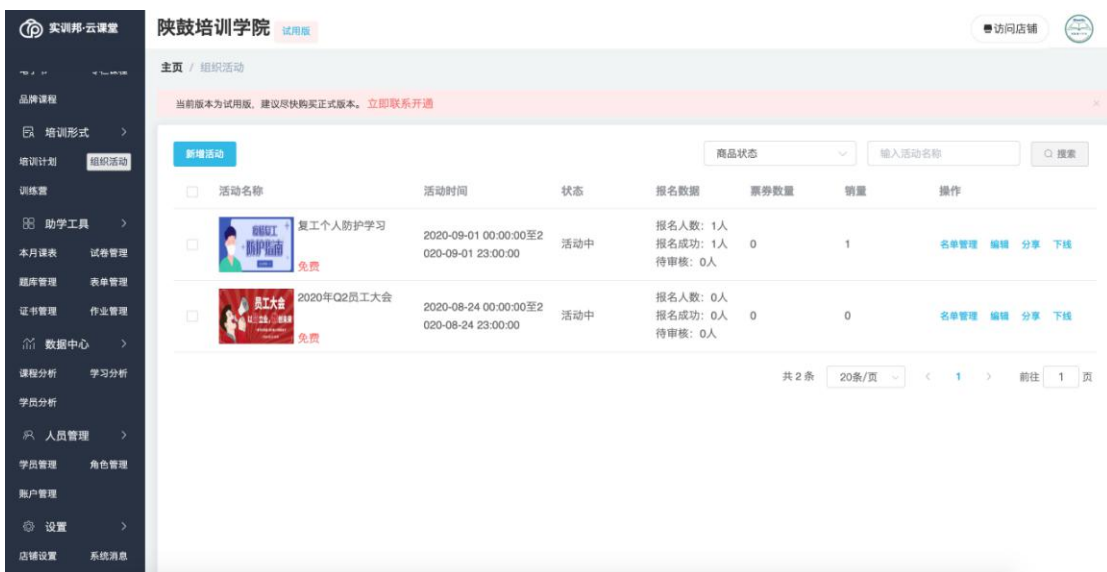 实训邦·云课堂
陕鼓培训学院 试用版
访问店铺
主页 / 组织活动
品牌课程
当前版本为试用版，建议尽快购买正式版本。立即联系开通
培训形式
培训计划 组织活动
训练营
助学工具
本月课表 试卷管理
题库管理 表单管理
证书管理 作业管理
数据中心
课程分析 学习分析
学员分析
人员管理
学员管理 角色管理
账户管理
设置
店铺设置 系统消息
新增活动 商品状态 输入活动名称 搜索
活动名称 活动时间 状态 报名数据 票券数量 销量 操作
防护指南
复工个人防护学习
免费
2020-09-01 00:00:00至2
020-09-01 23:00:00
活动中
报名人数：1人
报名成功：1人
待审核：0人
0 1 名单管理 编辑 分享 下线
员工大会
2020年Q2员工大会
免费
2020-08-24 00:00:00至2
020-08-24 23:00:00
活动中
报名人数：0人
报名成功：0人
待审核：0人
0 0 名单管理 编辑 分享 下线
共 2 条 20条/页 1 前往 1 页